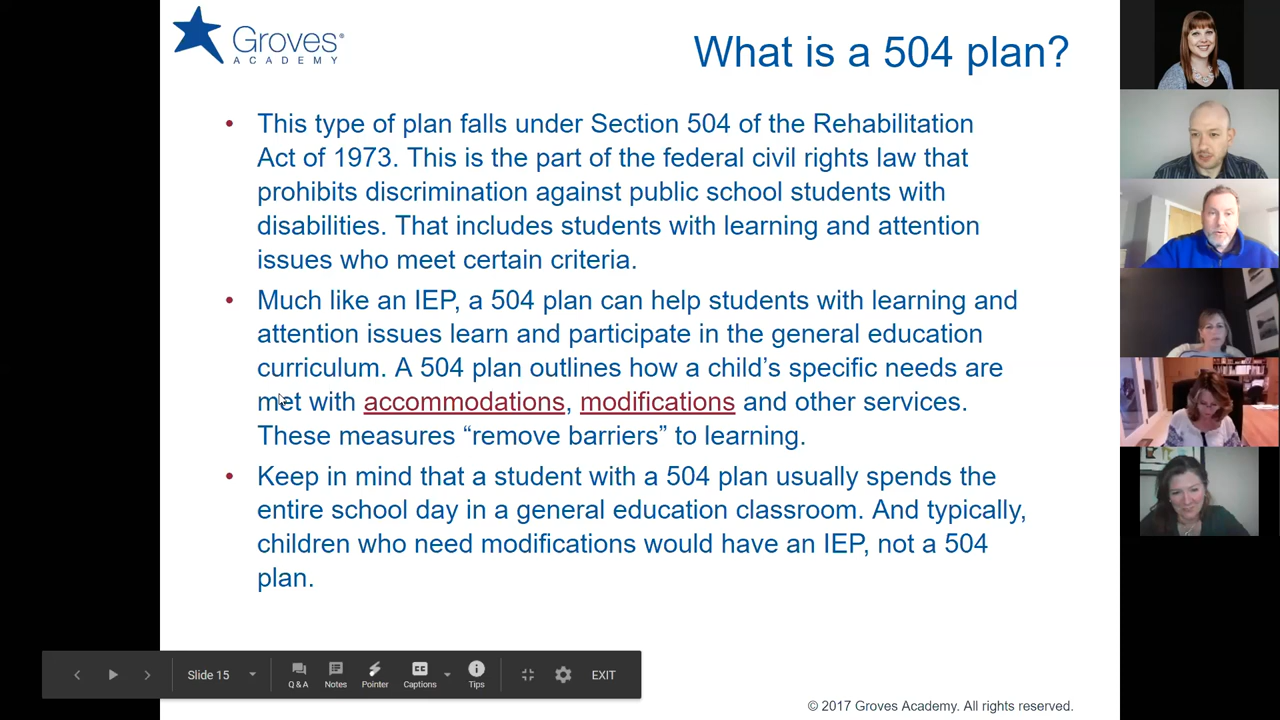 Groves®
ACADEMY
What is a 504 plan?
• This type of plan falls under Section 504 of the Rehabilitation
Act of 1973. This is the part of the federal civil rights law that
prohibits discrimination against public school students with
disabilities. That includes students with learning and attention
issues who meet certain criteria.
• Much like an IEP, a 504 plan can help students with learning and
attention issues learn and participate in the general education
curriculum. A 504 plan outlines how a child’s specific needs are
met with accommodations, modifications and other services.
These measures “remove barriers” to learning.
• Keep in mind that a student with a 504 plan usually spends the
entire school day in a general education classroom. And typically,
children who need modifications would have an IEP, not a 504
plan.
Slide 15
Q & A
Notes
Pointer
CC
Captions
Tips
EXIT
© 2017 Groves Academy. All rights reserved.